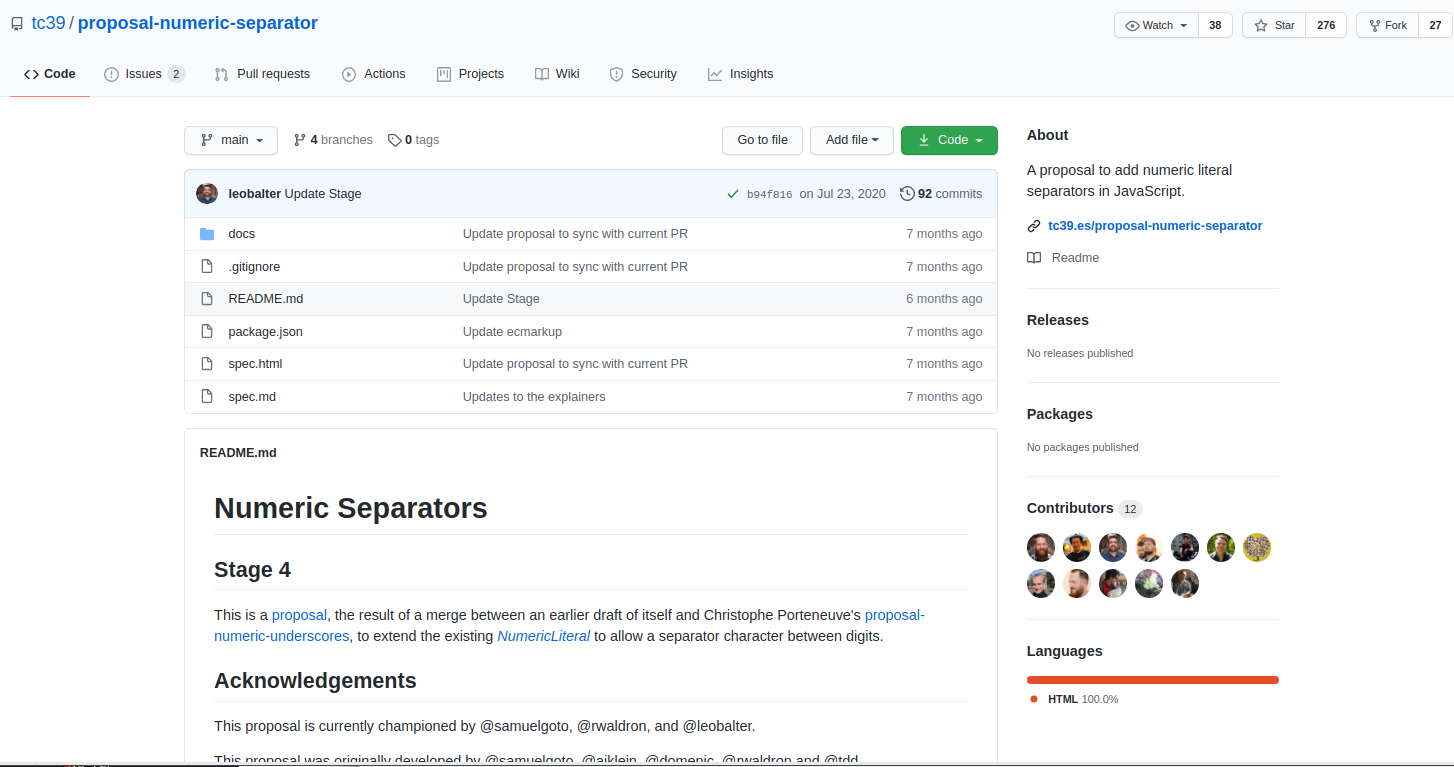 tc39 / proposal-numeric-separator
Watch 38 Star 276 Fork 27
Code Issues 2 Pull requests Actions Projects Wiki Security Insights
main 4 branches 0 tags Go to file Add file Code
leobalter Update Stage b94f816 on Jul 23, 2020 92 commits
docs Update proposal to sync with current PR 7 months ago
.gitignore Update proposal to sync with current PR 7 months ago
README.md Update Stage 6 months ago
package.json Update ecmarkup 7 months ago
spec.html Update proposal to sync with current PR 7 months ago
spec.md Updates to the explainers 7 months ago
README.md
Numeric Separators
Stage 4
This is a proposal, the result of a merge between an earlier draft of itself and Christophe Porteneuve's proposal-
numeric-underscores, to extend the existing NumericLiteral to allow a separator character between digits.
Acknowledgements
This proposal is currently championed by @samuelgoto, @rwaldron, and @leobalter.
This proposal was originally developed by @samuelgoto, @ajklein, @domenic, @rwaldron and @tdd.
About
A proposal to add numeric literal
separators in JavaScript.
tc39.es/proposal-numeric-separator
Readme
Releases
No releases published
Packages
No packages published
Contributors 12
Languages
HTML 100.0%